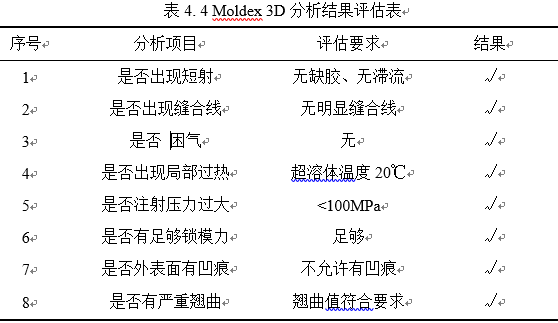 表 4. 4 Moldex 3D 分析结果评估表
序号 分析项目 评估要求 结果
1 是否出现短射 无缺胶、无滞流 √
2 是否出现缝合线 无明显缝合线 √
3 是否 困气 无 √
4 是否出现局部过热 超溶体温度 20℃ √
5 是否注射压力过大 <100MPa √
6 是否有足够锁模力 足够 √
7 是否外表面有凹痕 不允许有凹痕 √
8 是否有严重翘曲 翘曲值符合要求 √